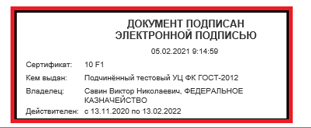 ДОКУМЕНТ ПОДПИСАН
ЭЛЕКТРОННОЙ ПОДПИСЬЮ
05.02.2021 9:14:59
Сертификат: 10 F1
Кем выдан: Подчинённый тестовый УЦ ФК ГОСТ-2012
Владелец: Савин Виктор Николаевич, ФЕДЕРАЛЬНОЕ
КАЗНАЧЕЙСТВО
Действителен: с 13.11.2020 по 13.02.2022